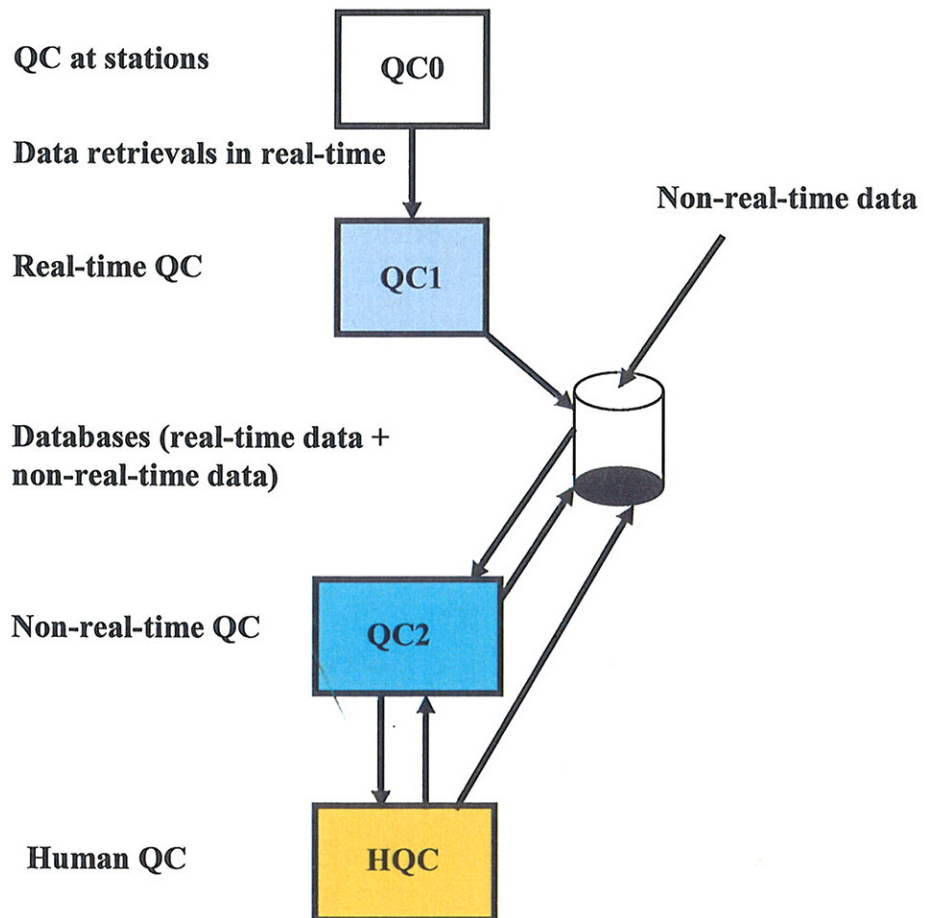 QC at stations
QC0
Data retrievals in real-time
Non-real-time data
Real-time QC
QC1
Databases (real-time data +
non-real-time data)
Non-real-time QC
QC2
Human QC
HQC